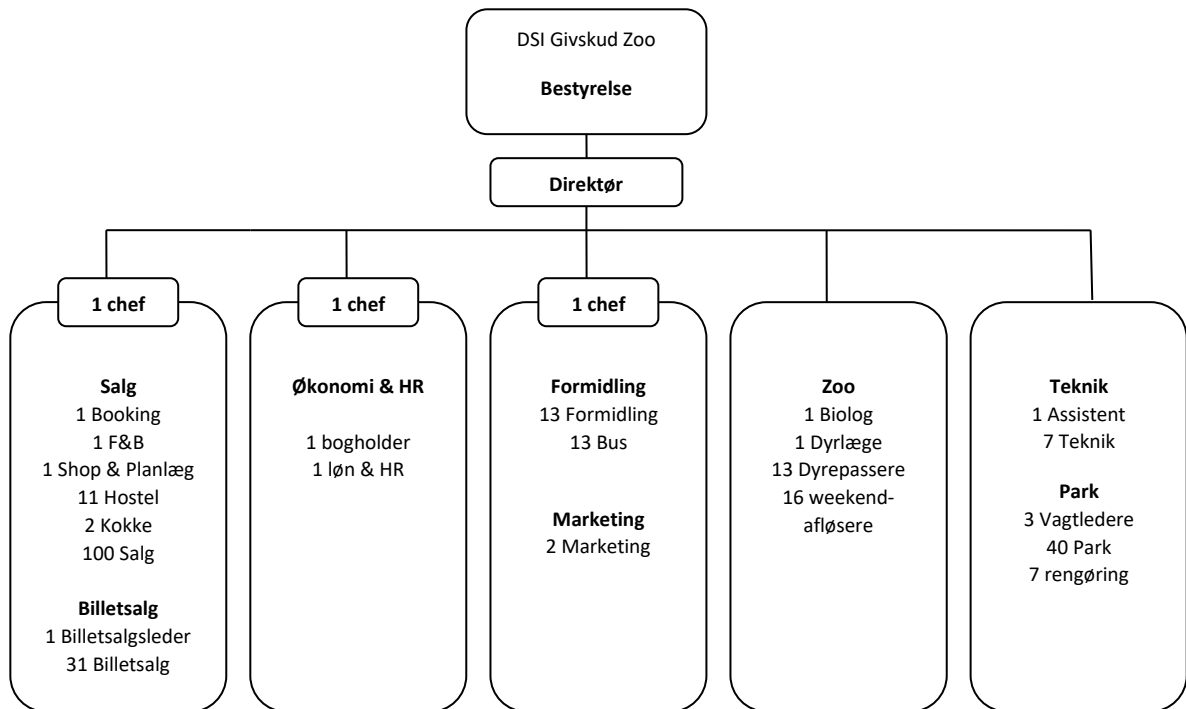 DSI Givskud Zoo
Bestyrelse
Direktør
1 chef
Salg
1 Booking
1 F&B
1 Shop & Planlæg
11 Hostel
2 Kokke
100 Salg
Billetsalg
1 Billetsalgsleder
31 Billetsalg
1 chef
Økonomi & HR
1 bogholder
1 løn & HR
1 chef
Formidling
13 Formidling
13 Bus
Marketing
2 Marketing
Zoo
1 Biolog
1 Dyrlæge
13 Dyrepassere
16 weekend-
afløsere
Teknik
1 Assistent
7 Teknik
Park
3 Vagtledere
40 Park
7 rengøring